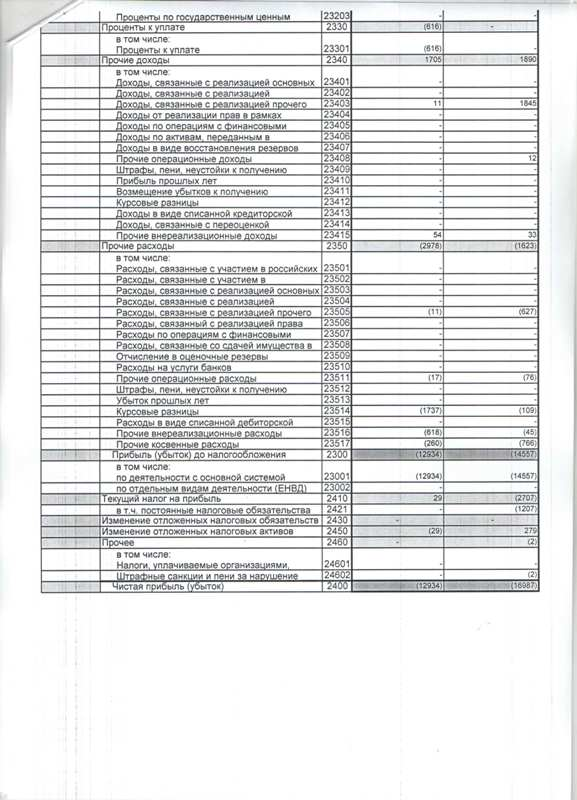 Проценты по государственным ценным 23203 - -
Проценты к уплате 2330 (616) -
в том числе:
Проценты к уплате 23301 (616) -
Прочие доходы 2340 1705 1890
в том числе:
Доходы, связанные с реализацией основных 23401 - -
Доходы, связанные с реализацией 23402 - -
Доходы, связанные с реализацией прочего 23403 11 1845
Доходы от реализации прав в рамках 23404 - -
Доходы по операциям с финансовыми 23405 - -
Доходы по активам, переданным в 23406 - -
Доходы в виде восстановления резервов 23407 - -
Прочие операционные доходы 23408 - 12
Штрафы, пени, неустойки к получению 23409 - -
Прибыль прошлых лет 23410 - -
Возмещение убытков к получению 23411 - -
Курсовые разницы 23412 - -
Доходы в виде списанной кредиторской 23413 - -
Доходы, связанные с переоценкой 23414 - -
Прочие внереализационные доходы 23415 54 33
Прочие расходы 2350 (2978) (1623)
в том числе:
Расходы, связанные с участием в российских 23501 - -
Расходы, связанные с участием в 23502 - -
Расходы, связанные с реализацией основных 23503 - -
Расходы, связанные с реализацией 23504 - -
Расходы, связанные с реализацией прочего 23505 (11) (627)
Расходы, связанный с реализацией права 23506 - -
Расходы по операциям с финансовыми 23507 - -
Расходы, связанные со сдачей имущества в 23508 - -
Отчисление в оценочные резервы 23509 - -
Расходы на услуги банков 23510 - -
Прочие операционные расходы 23511 (17) (76)
Штрафы, пени, неустойки к получению 23512 - -
Убыток прошлых лет 23513 - -
Курсовые разницы 23514 (1737) (109)
Расходы в виде списанной дебиторской 23515 - -
Прочие внереализационные расходы 23516 (618) (45)
Прочие косвенные расходы 23517 (260) (766)
Прибыль (убыток) до налогообложения 2300 (12934) (14557)
в том числе:
по деятельности с основной системой 23001 (12934) (14557)
по отдельным видам деятельности (ЕНВД) 23002 - -
Текущий налог на прибыль 2410 29 (2707)
в т.ч. постоянные налоговые обязательства 2421 - (1207)
Изменение отложенных налоговых обязательств 2430 - -
Изменение отложенных налоговых активов 2450 (29) 279
Прочее 2460 - (2)
в том числе:
Налоги, уплачиваемые организациями, 24601 - -
Штрафные санкции и пени за нарушение 24602 - (2)
Чистая прибыль (убыток) 2400 (12934) (16987)